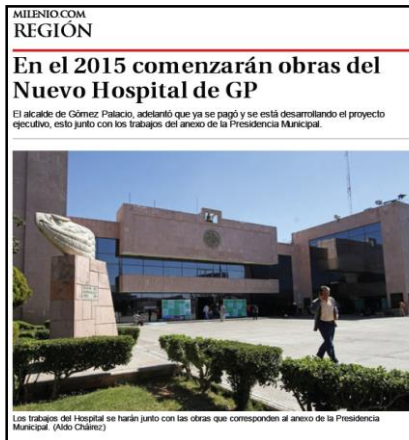 MILENIO.COM
REGIÓN
En el 2015 comenzarán obras del
Nuevo Hospital de GP
El alcalde de Gómez Palacio, adelantó que ya se pagó y se está desarrollando el proyecto
ejecutivo, esto junto con los trabajos del anexo de la Presidencia Municipal.
Los trabajos del Hospital se harán junto con las obras que corresponden al anexo de la Presidencia
Municipal. (Aldo Cháirez)